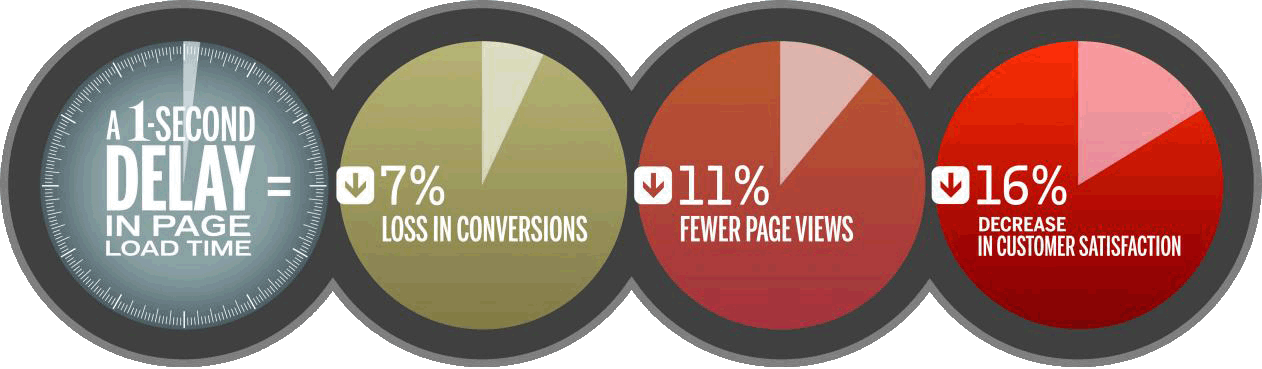 A 1-SECOND
DELAY =
IN PAGE
LOAD TIME
7%
LOSS IN CONVERSIONS
11%
FEWER PAGE VIEWS
16%
DECREASE
IN CUSTOMER SATISFACTION